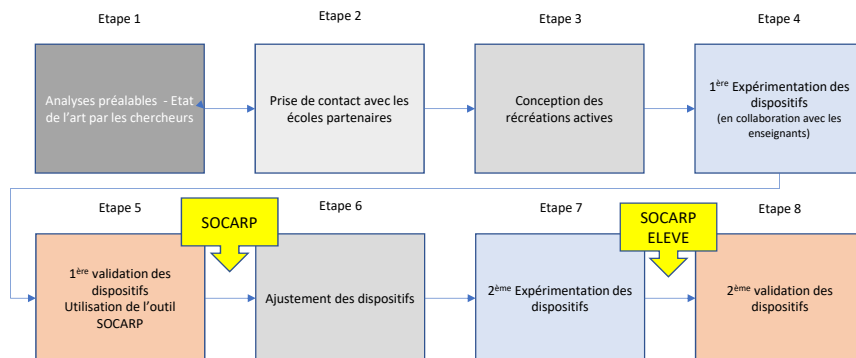 Etape 1
Etape 2
Etape 3
Etape 4
Analyses préalables - Etat
de l'art par les chercheurs
Prise de contact avec les
écoles partenaires
Conception des
récréations actives
1ère Expérimentation des
dispositifs
(en collaboration avec les
enseignants)
Etape 5
SOCARP
Etape 6
Etape 7
SOCARP
ELEVE
Etape 8
1ère validation des
dispositifs
Utilisation de l'outil
SOCARP
Ajustement des dispositifs
2ème Expérimentation des
dispositifs
2ème validation des
dispositifs